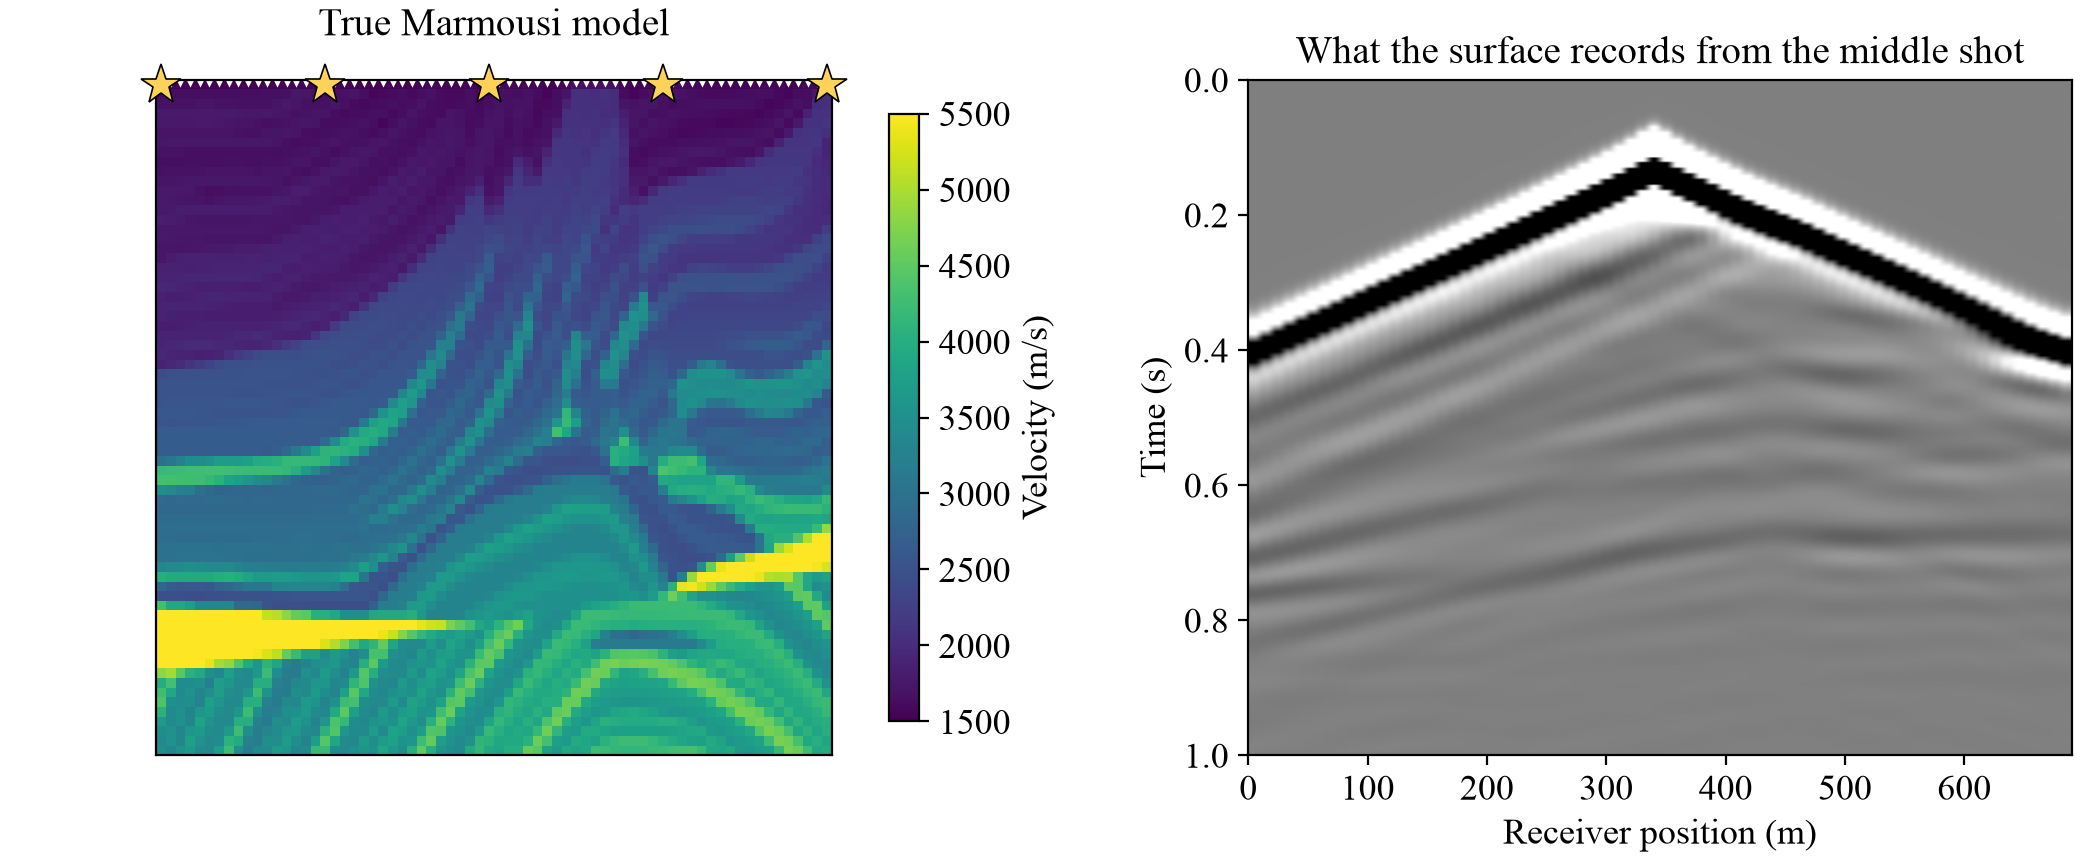 True Marmousi model
5500
5000
4500
4000
3500
3000
2500
2000
1500
Velocity (m/s)
What the surface records from the middle shot
0.0
0.2
0.4
0.6
0.8
1.0
Time (s)
0 100 200 300 400 500 600
Receiver position (m)